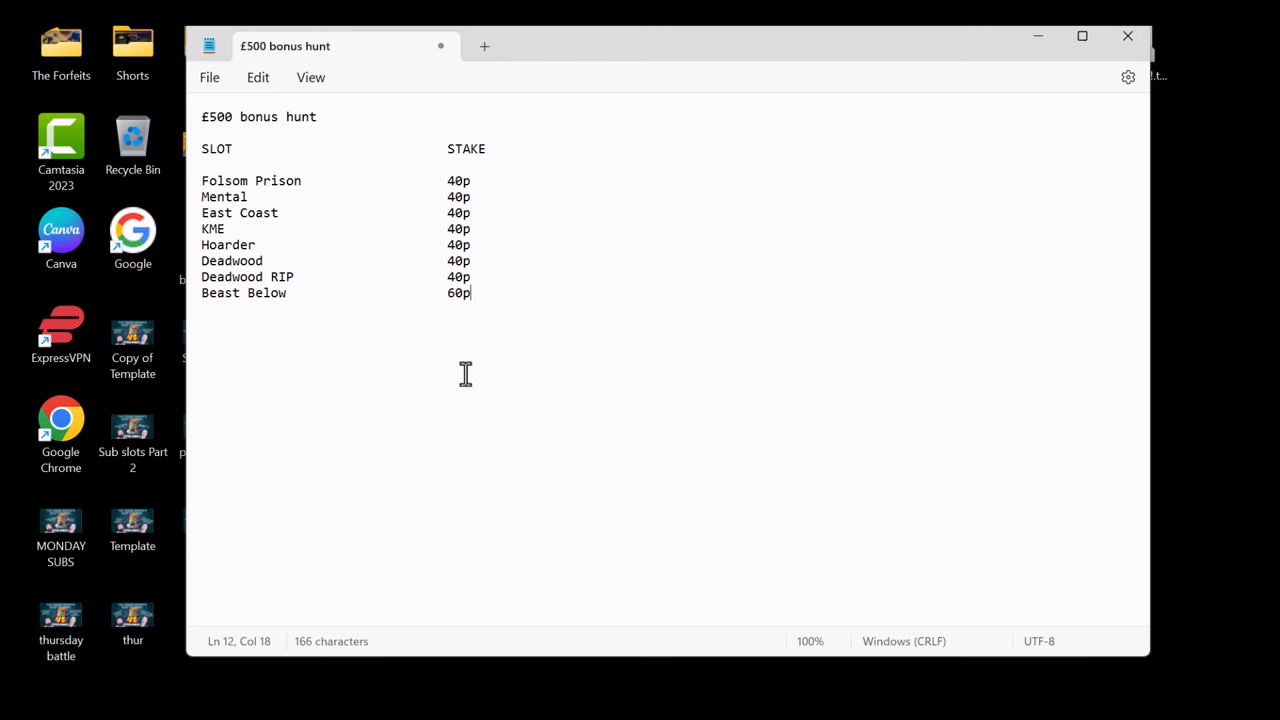 £500 bonus hunt
File Edit View
£500 bonus hunt
SLOT STAKE
Folsom Prison 40p
Mental 40p
East Coast 40p
KME 40p
Hoarder 40p
Deadwood 40p
Deadwood RIP 40p
Beast Below 60p
Ln 12, Col 18 166 characters 100% Windows (CRLF) UTF-8
The Forfeits
Shorts
Camtasia
2023
Recycle Bin
Canva
Canva
Google
ExpressVPN
Copy of
Template
Google
Chrome
Sub slots Part
2
MONDAY
SUBS
Template
thursday
battle
thur